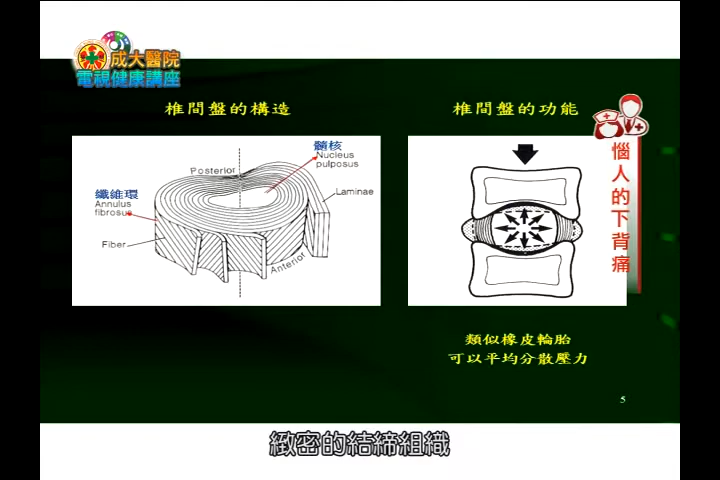 成大醫院
電視健康講座
椎間盤的構造
椎間盤的功能
惱人的下背痛
髓核
Nucleus
pulposus
Posterior
纖維環
Annulus
fibrosus
Laminae
Fiber
Anterior
類似橡皮輪胎
可以平均分散壓力
5
緻密的結締組織